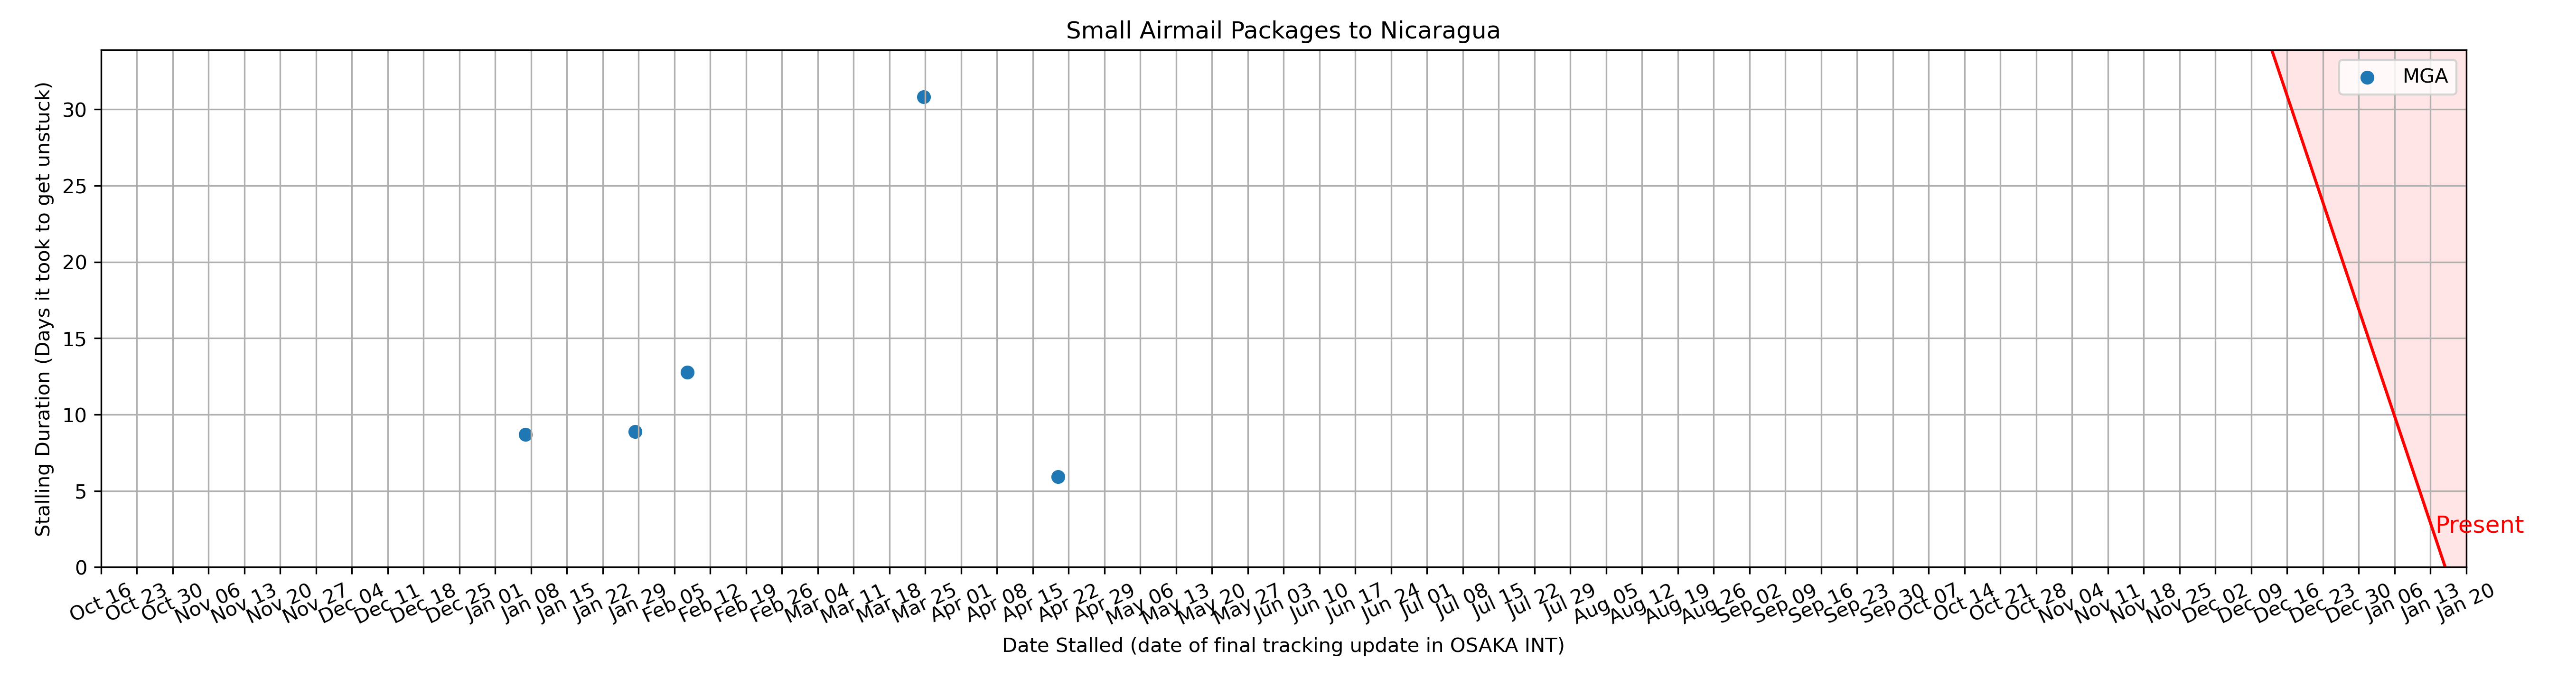 Small Airmail Packages to Nicaragua
Stalling Duration (Days it took to get unstuck)
30
25
20
15
10
5
0
MGA
Present
Oct 16 Oct 23 Oct 30 Nov 06 Nov 13 Nov 20 Nov 27 Dec 04 Dec 11 Dec 18 Dec 25 Jan 01 Jan 08 Jan 15 Jan 22 Jan 29 Feb 05 Feb 12 Feb 19 Feb 26 Mar 04 Mar 11 Mar 18 Mar 25 Apr 01 Apr 08 Apr 15 Apr 22 Apr 29 May 06 May 13 May 20 May 27 Jun 03 Jun 10 Jun 17 Jun 24 Jul 01 Jul 08 Jul 15 Jul 22 Jul 29 Aug 05 Aug 12 Aug 19 Aug 26 Sep 02 Sep 09 Sep 16 Sep 23 Sep 30 Oct 07 Oct 14 Oct 21 Oct 28 Nov 04 Nov 11 Nov 18 Nov 25 Dec 02 Dec 09 Dec 16 Dec 23 Dec 30 Jan 06 Jan 13 Jan 20
Date Stalled (date of final tracking update in OSAKA INT)